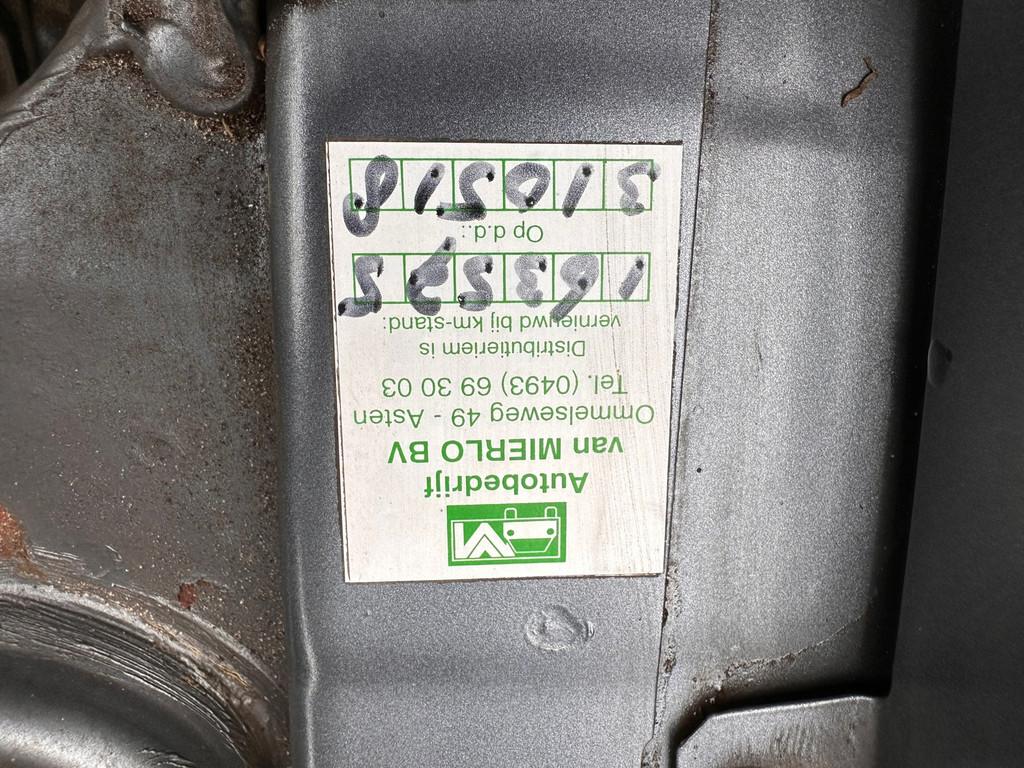 Autobedrijf
van MIERLO BV
Ommelseweg 49 - Asten
Tel. (0493) 69 30 03
Distributieriem is
vernieuwd bij km-stand:
163572
Op d.d.:
310518